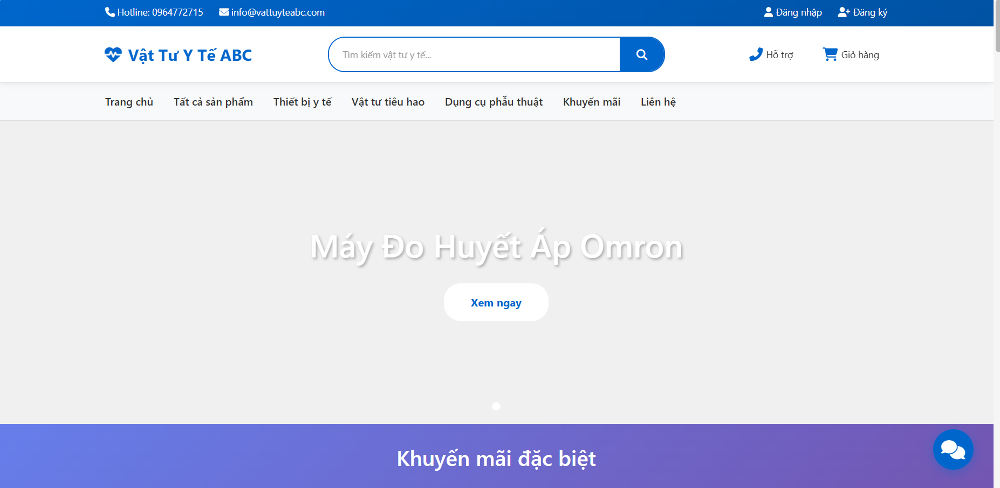 Hotline: 0964772715 info@vattuyteabc.com Đăng nhập Đăng ký
Vật Tư Y Tế ABC Tìm kiếm vật tư y tế... Hỗ trợ Giỏ hàng
Trang chủ Tất cả sản phẩm Thiết bị y tế Vật tư tiêu hao Dụng cụ phẫu thuật Khuyến mãi Liên hệ
Máy Đo Huyết Áp Omron
Xem ngay
Khuyến mãi đặc biệt